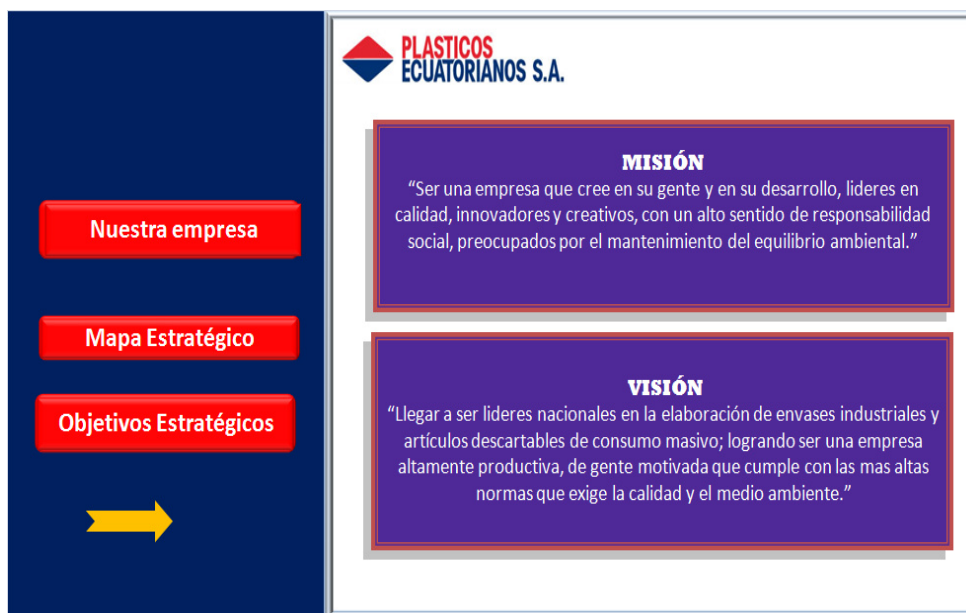 PLASTICOS
ECUATORIANOS S.A.
Nuestra empresa
Mapa Estratégico
Objetivos Estratégicos
MISIÓN
“Ser una empresa que cree en su gente y en su desarrollo, lideres en
calidad, innovadores y creativos, con un alto sentido de responsabilidad
social, preocupados por el mantenimiento del equilibrio ambiental.”
VISIÓN
“Llegar a ser lideres nacionales en la elaboración de envases industriales y
artículos descartables de consumo masivo; logrando ser una empresa
altamente productiva, de gente motivada que cumple con las mas altas
normas que exige la calidad y el medio ambiente.”